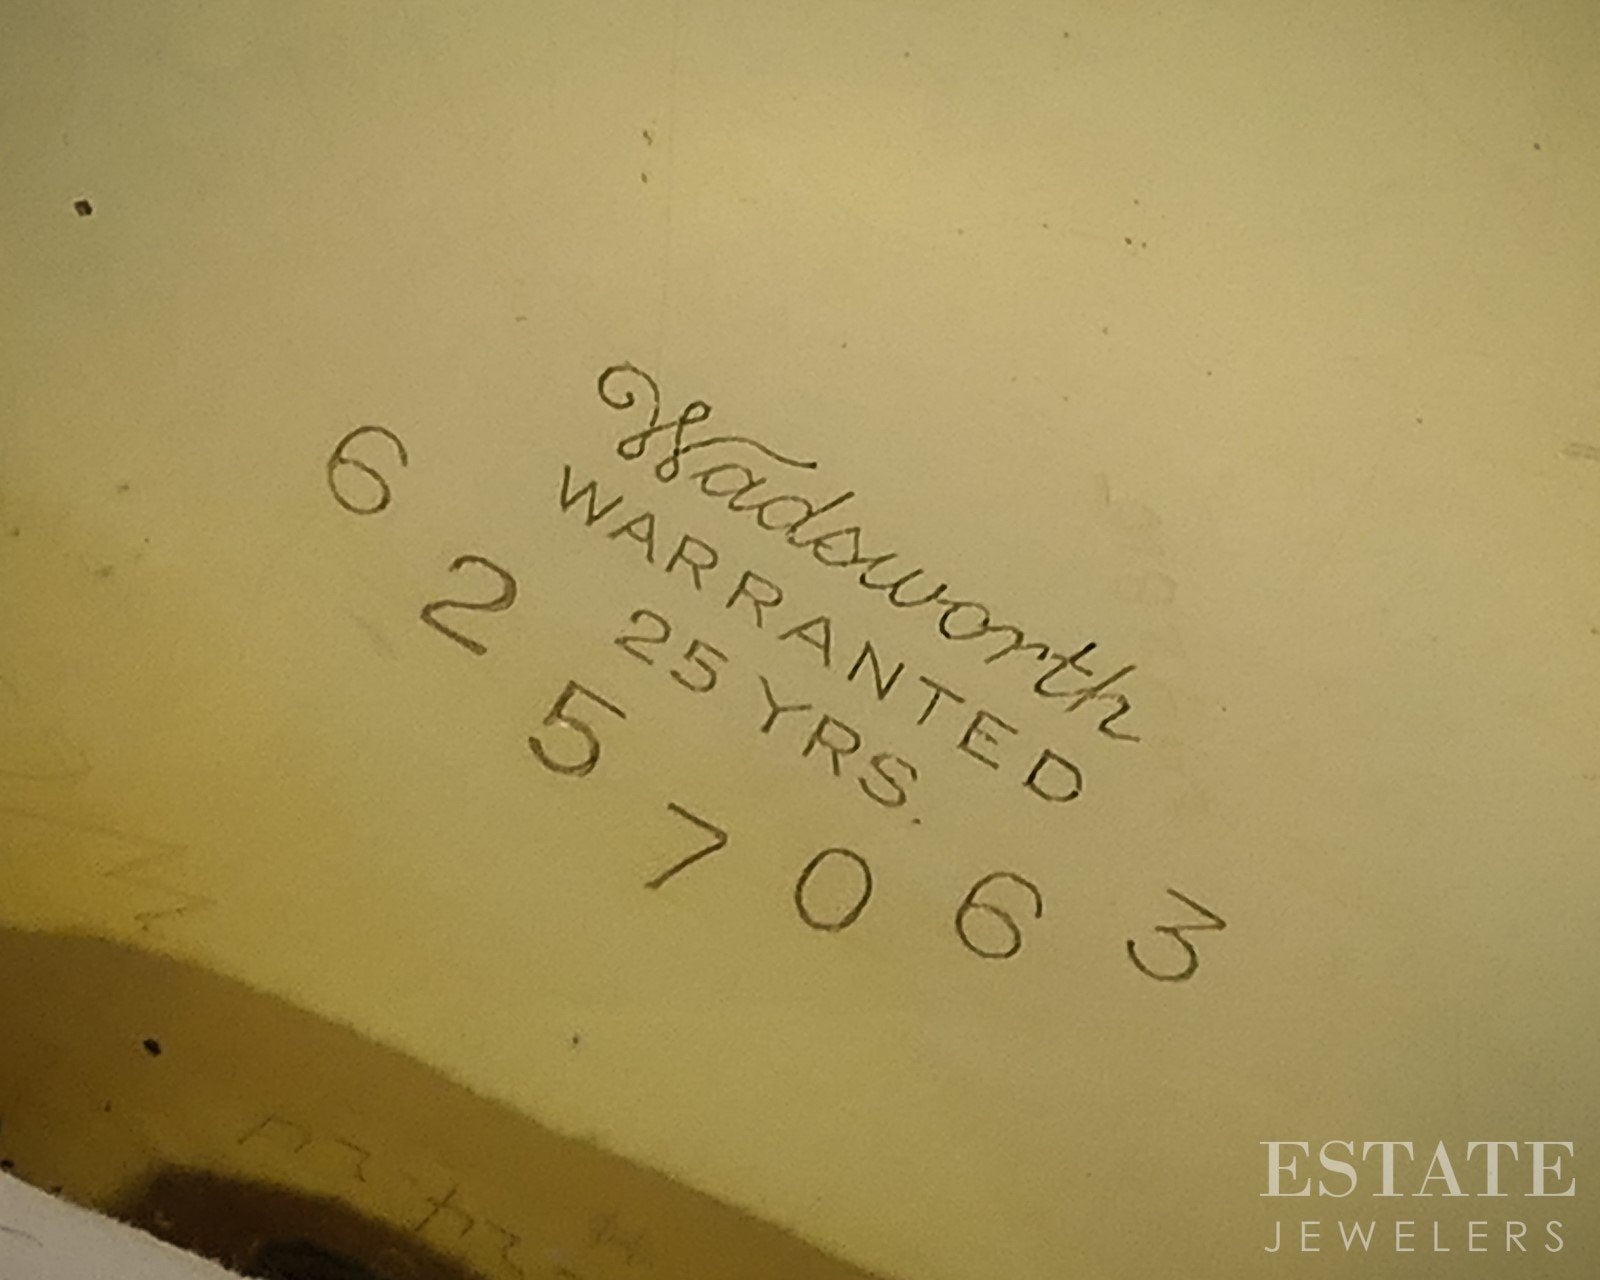 Wadsworth
WARRANTED
25 YRS.
6257063
ESTATE
JEWELERS